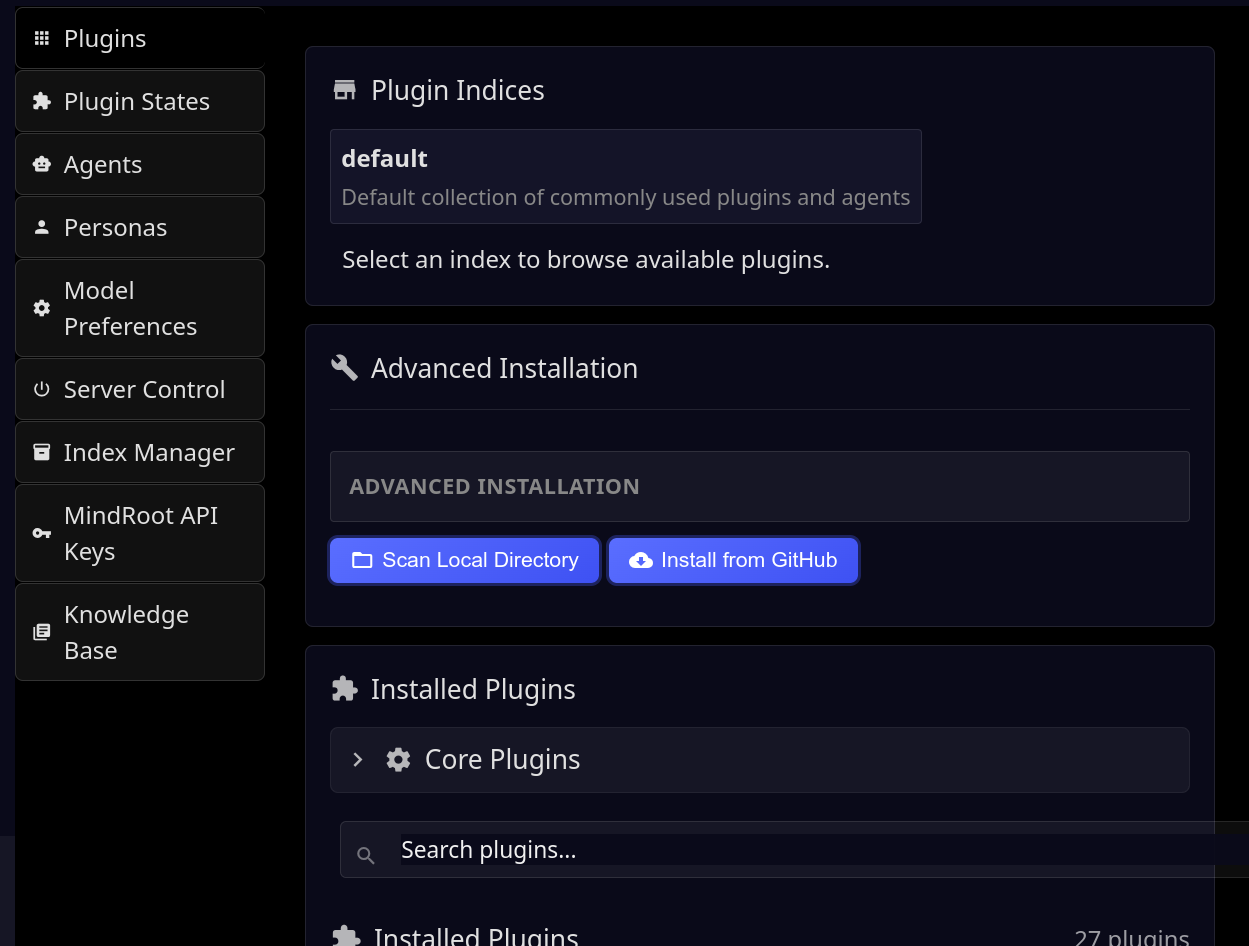 Plugins
Plugin States
Agents
Personas
Model
Preferences
Server Control
Index Manager
MindRoot API
Keys
Knowledge
Base
Plugin Indices
default
Default collection of commonly used plugins and agents
Select an index to browse available plugins.
Advanced Installation
ADVANCED INSTALLATION
Scan Local Directory
Install from GitHub
Installed Plugins
Core Plugins
Search plugins...
Installed Plugins
27 plugins